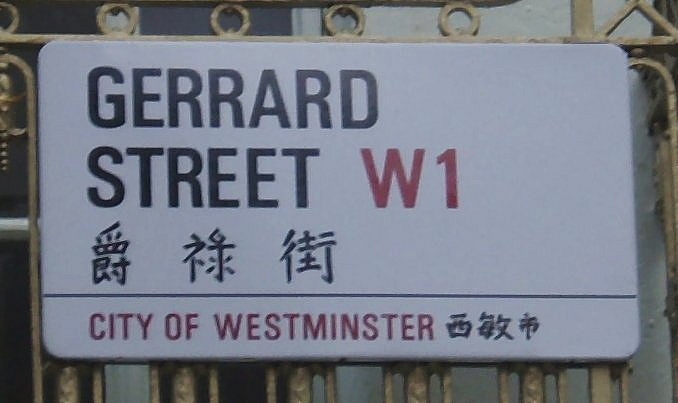 GERRARD
STREET W1
爵祿街
CITY OF WESTMINSTER 西敏市